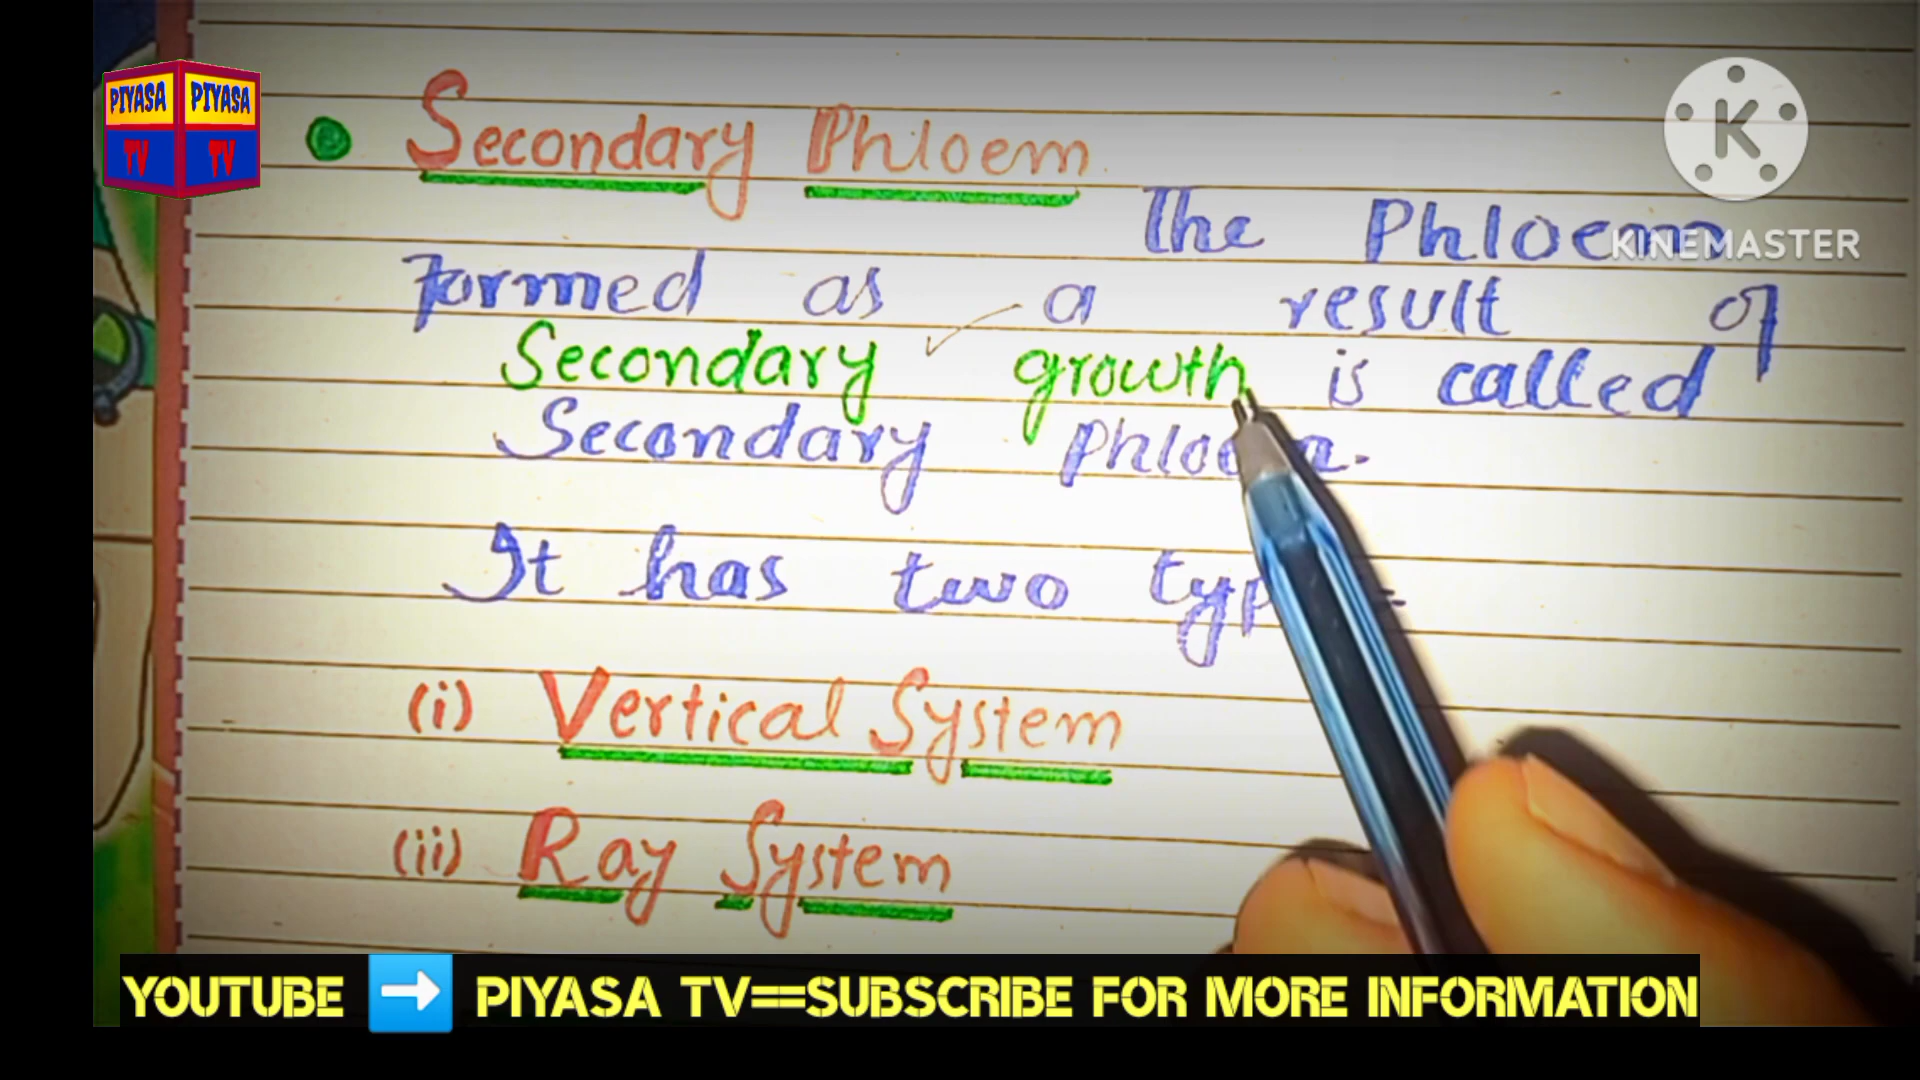 PIYASA PIYASA
TV TV
K
KINEMASTER
Secondary Phloem
The Phloem
formed as a result of
Secondary growth is called
Secondary
It has two
(i) Vertical System
(ii) Ray System
YOUTUBE ➡ PIYASA TV==SUBSCRIBE FOR MORE INFORMATION